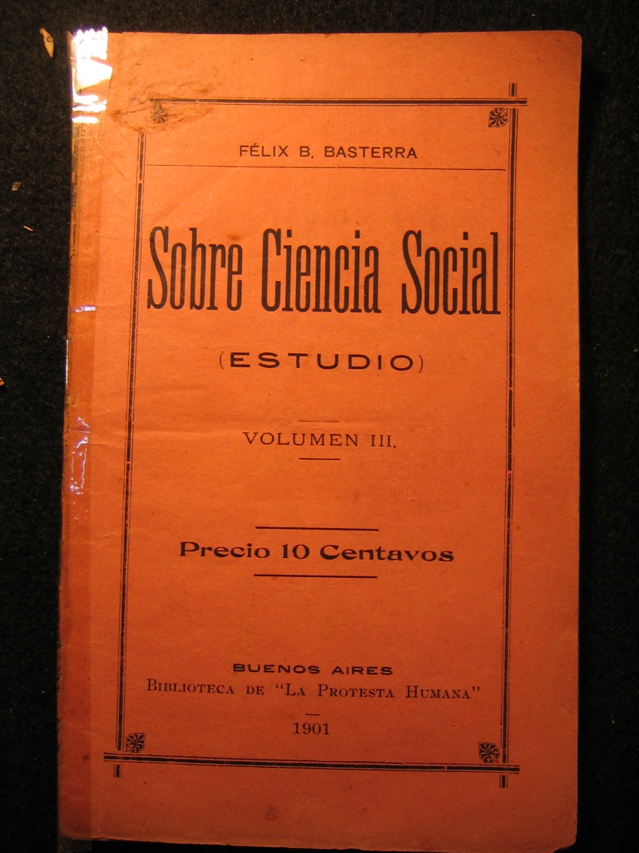 FÉLIX B. BASTERRA
Sobre Ciencia Social
(ESTUDIO)
VOLUMEN III.
Precio 10 Centavos
BUENOS AIRES
BIBLIOTECA DE "LA PROTESTA HUMANA"
1901